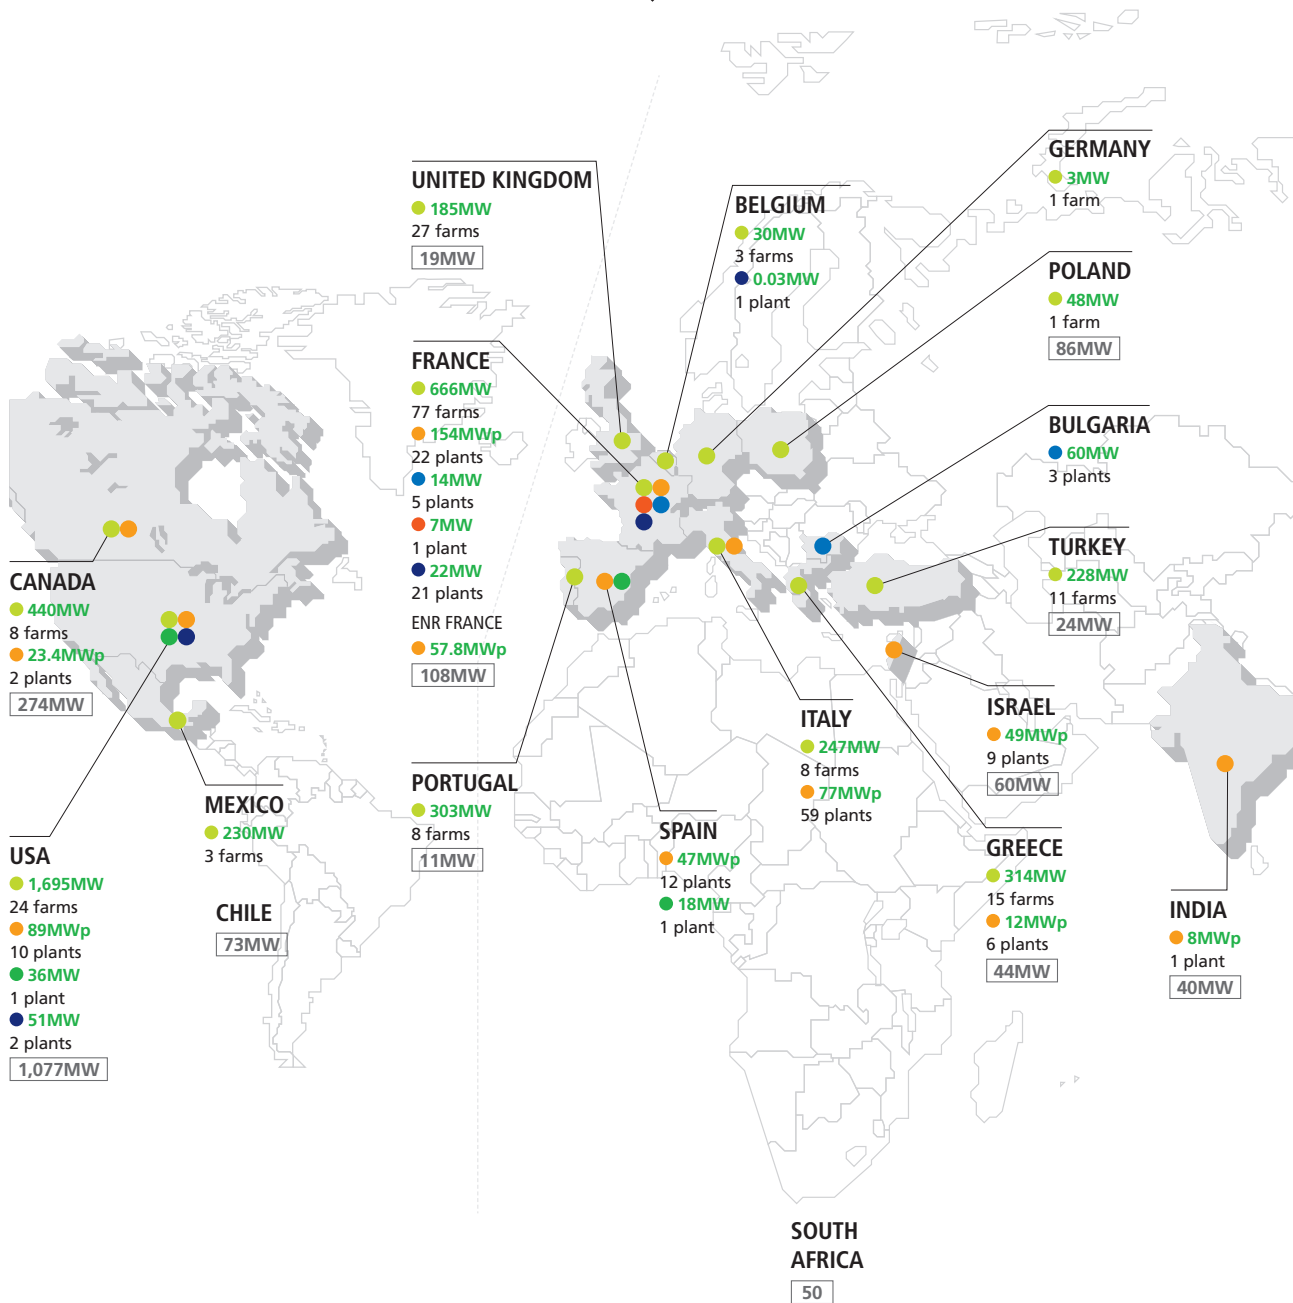 UNITED KINGDOM
185MW
27 farms
19MW
BELGIUM
30MW
3 farms
0.03MW
1 plant
GERMANY
3MW
1 farm
POLAND
48MW
1 farm
86MW
FRANCE
666MW
77 farms
154MWp
22 plants
14MW
5 plants
7MW
1 plant
22MW
21 plants
ENR FRANCE
57.8MWp
108MW
BULGARIA
60MW
3 plants
TURKEY
228MW
11 farms
24MW
CANADA
440MW
8 farms
23.4MWp
2 plants
274MW
MEXICO
230MW
3 farms
USA
1,695MW
24 farms
89MWp
10 plants
36MW
1 plant
51MW
2 plants
1,077MW
CHILE
73MW
PORTUGAL
303MW
8 farms
11MW
SPAIN
47MWp
12 plants
18MW
1 plant
ITALY
247MW
8 farms
77MWp
59 plants
ISRAEL
49MWp
9 plants
60MW
GREECE
314MW
15 farms
12MWp
6 plants
44MW
INDIA
8MWp
1 plant
40MW
SOUTH
AFRICA
50